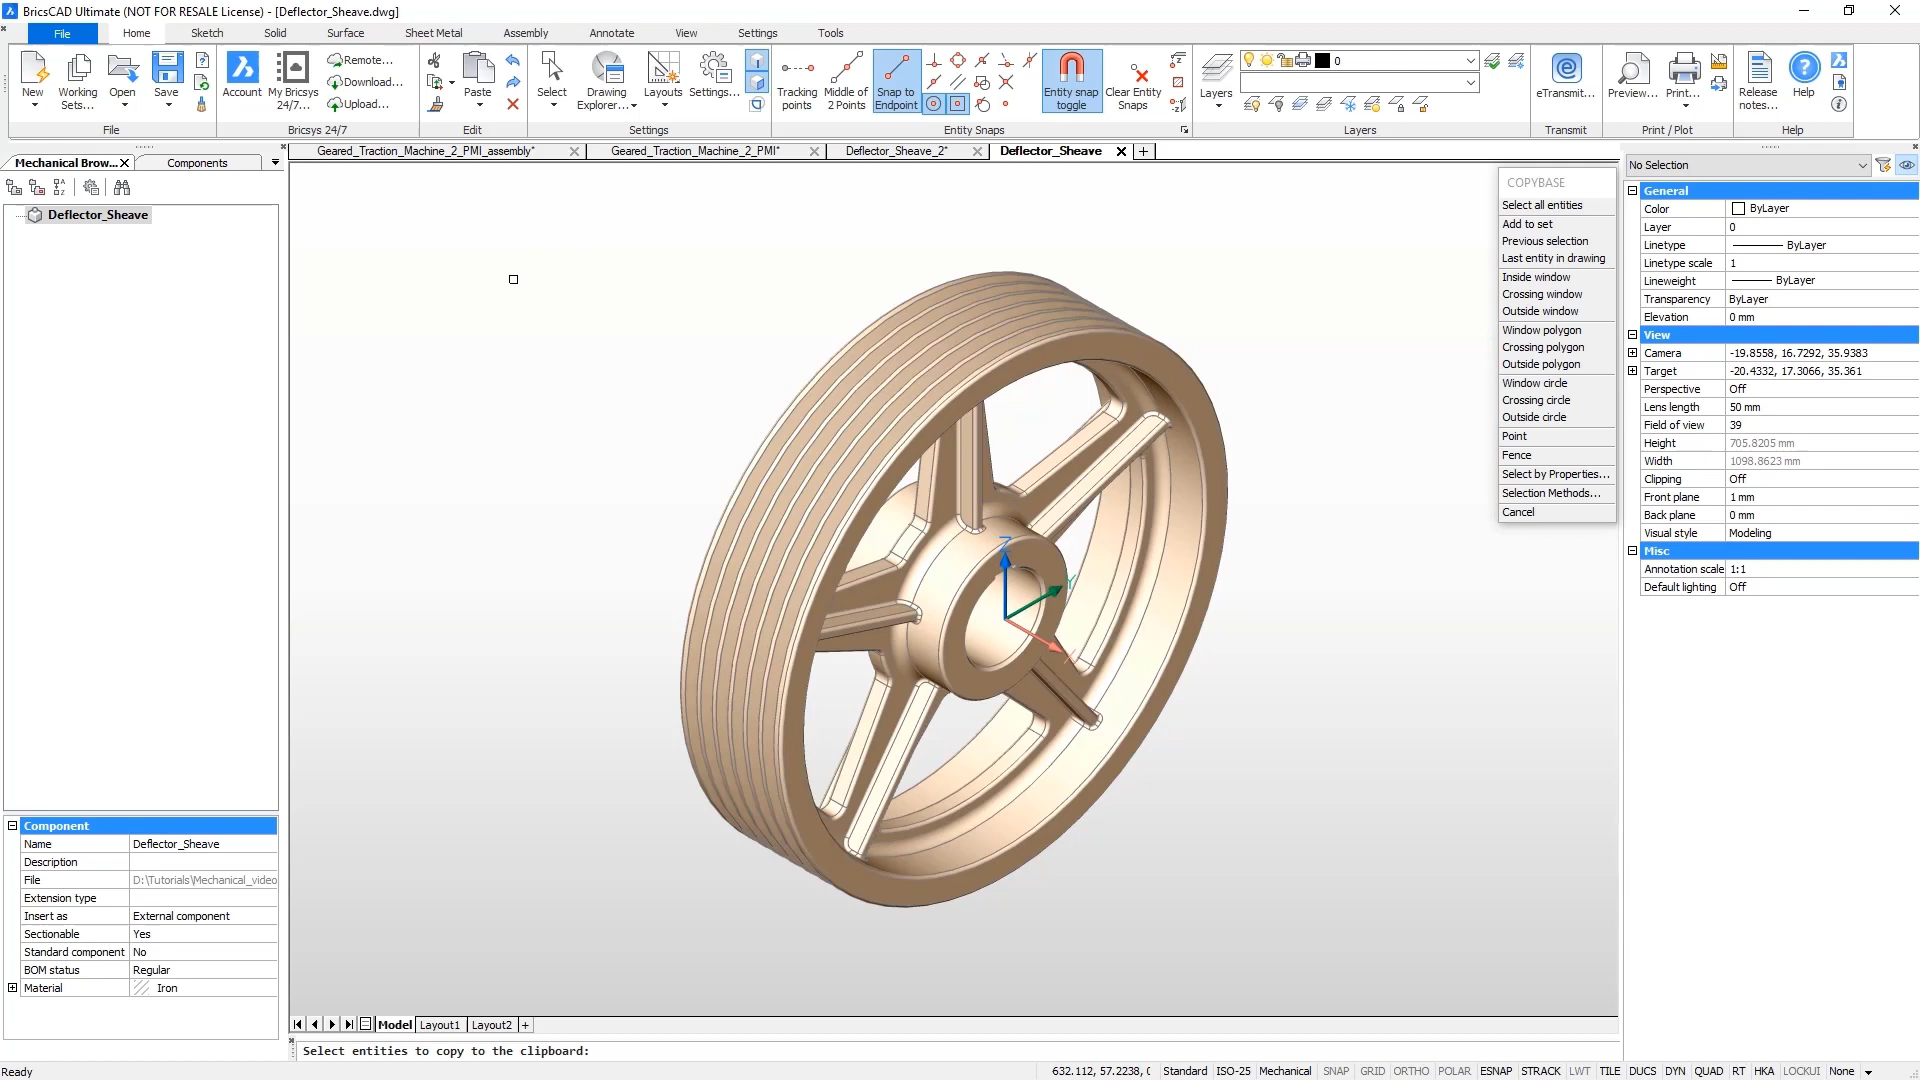 BricsCAD Ultimate (NOT FOR RESALE License) - [Deflector_Sheave.dwg]
File Home Sketch Solid Surface Sheet Metal Assembly Annotate View Settings Tools
New Working Sets... Open Save
Account My Bricsys 24/7...
Remote...
Download...
Upload...
Paste
Select Drawing Explorer... Layouts Settings...
Tracking points Middle of 2 Points Snap to Endpoint
Entity snap toggle Clear Entity Snaps
Layers
0
eTransmit...
Preview... Print...
Release notes... Help
File Bricsys 24/7 Edit Settings Entity Snaps Layers Transmit Print / Plot Help
Mechanical Brow... Components
Deflector_Sheave
Geared_Traction_Machine_2_PMI_assembly* Geared_Traction_Machine_2_PMI* Deflector_Sheave_2* Deflector_Sheave
Z
Y
X
COPYBASE
Select all entities
Add to set
Previous selection
Last entity in drawing
Inside window
Crossing window
Outside window
Window polygon
Crossing polygon
Outside polygon
Window circle
Crossing circle
Outside circle
Point
Fence
Select by Properties...
Selection Methods...
Cancel
No Selection
General
Color ByLayer
Layer 0
Linetype ByLayer
Linetype scale 1
Lineweight ByLayer
Transparency ByLayer
Elevation 0 mm
View
Camera -19.8558, 16.7292, 35.9383
Target -20.4332, 17.3066, 35.361
Perspective Off
Lens length 50 mm
Field of view 39
Height 705.8205 mm
Width 1098.8623 mm
Clipping Off
Front plane 1 mm
Back plane 0 mm
Visual style Modeling
Misc
Annotation scale 1:1
Default lighting Off
Component
Name Deflector_Sheave
Description
File D:\Tutorials\Mechanical_video
Extension type
Insert as External component
Sectionable Yes
Standard component No
BOM status Regular
Material Iron
Model Layout1 Layout2
Select entities to copy to the clipboard:
Ready
632.112, 57.2238, Standard ISO-25 Mechanical SNAP GRID ORTHO POLAR ESNAP STRACK LWT TILE DUCS DYN QUAD RT HKA LOCKUI None